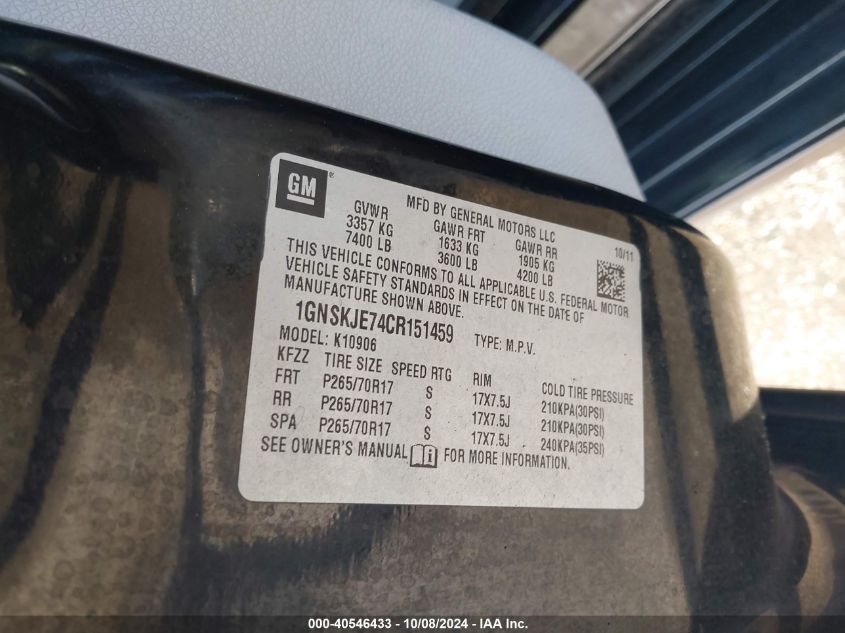 GM
MFD BY GENERAL MOTORS LLC
GVWR GAWR FRT GAWR RR 10/11
3357 KG 1633 KG 1905 KG
7400 LB 3600 LB 4200 LB
THIS VEHICLE CONFORMS TO ALL APPLICABLE U.S. FEDERAL MOTOR
VEHICLE SAFETY STANDARDS IN EFFECT ON THE DATE OF
MANUFACTURE SHOWN ABOVE.
1GNSKJE74CR151459 TYPE: M.P.V.
MODEL: K10906
KFZZ TIRE SIZE SPEED RTG RIM COLD TIRE PRESSURE
FRT P265/70R17 S 17X7.5J 210KPA(30PSI)
RR P265/70R17 S 17X7.5J 210KPA(30PSI)
SPA P265/70R17 S 17X7.5J 240KPA(35PSI)
SEE OWNER'S MANUAL i FOR MORE INFORMATION.
000-40546433 - 10/08/2024 - IAA Inc.